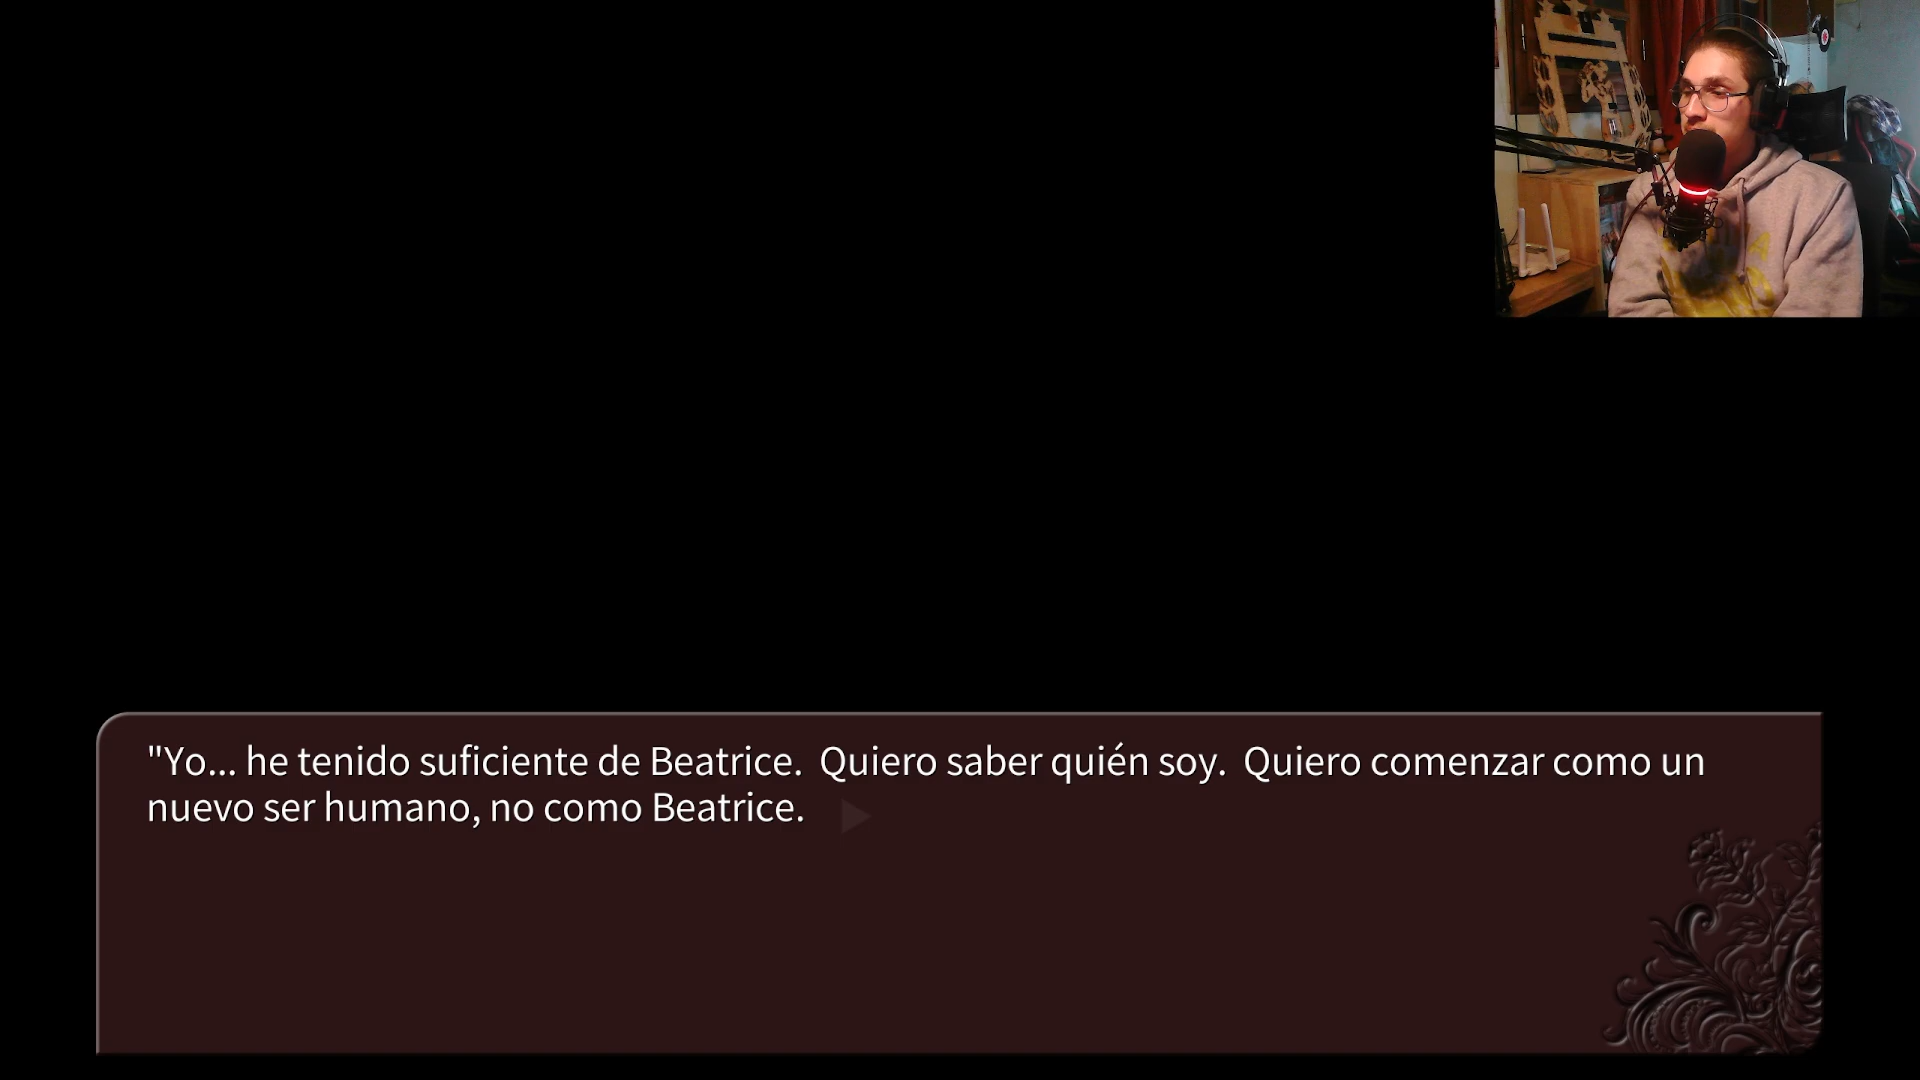 "Yo... he tenido suficiente de Beatrice.  Quiero saber quién soy.  Quiero comenzar como un
nuevo ser humano, no como Beatrice.